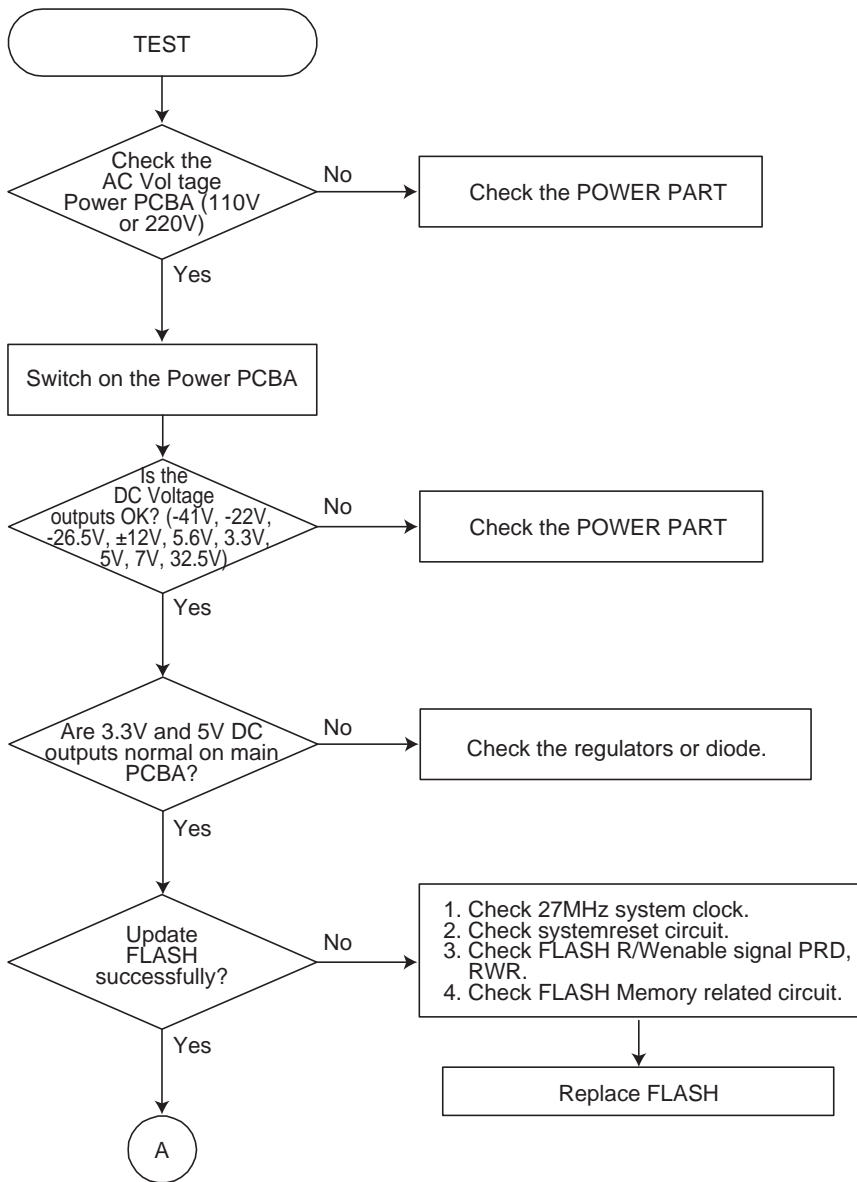 TEST
Check the
AC Vol tage
Power PCBA (110V
or 220V)
No
Check the POWER PART
Yes
Switch on the Power PCBA
Is the
DC Voltage
outputs OK? (-41V, -22V,
-26.5V, ±12V, 5.6V, 3.3V,
5V, 7V, 32.5V)
No
Check the POWER PART
Yes
Are 3.3V and 5V DC
outputs normal on main
PCBA?
No
Check the regulators or diode.
Yes
Update
FLASH
successfully?
No
1. Check 27MHz system clock.
2. Check systemreset circuit.
3. Check FLASH R/Wenable signal PRD,
RWR.
4. Check FLASH Memory related circuit.
Yes
Replace FLASH
A